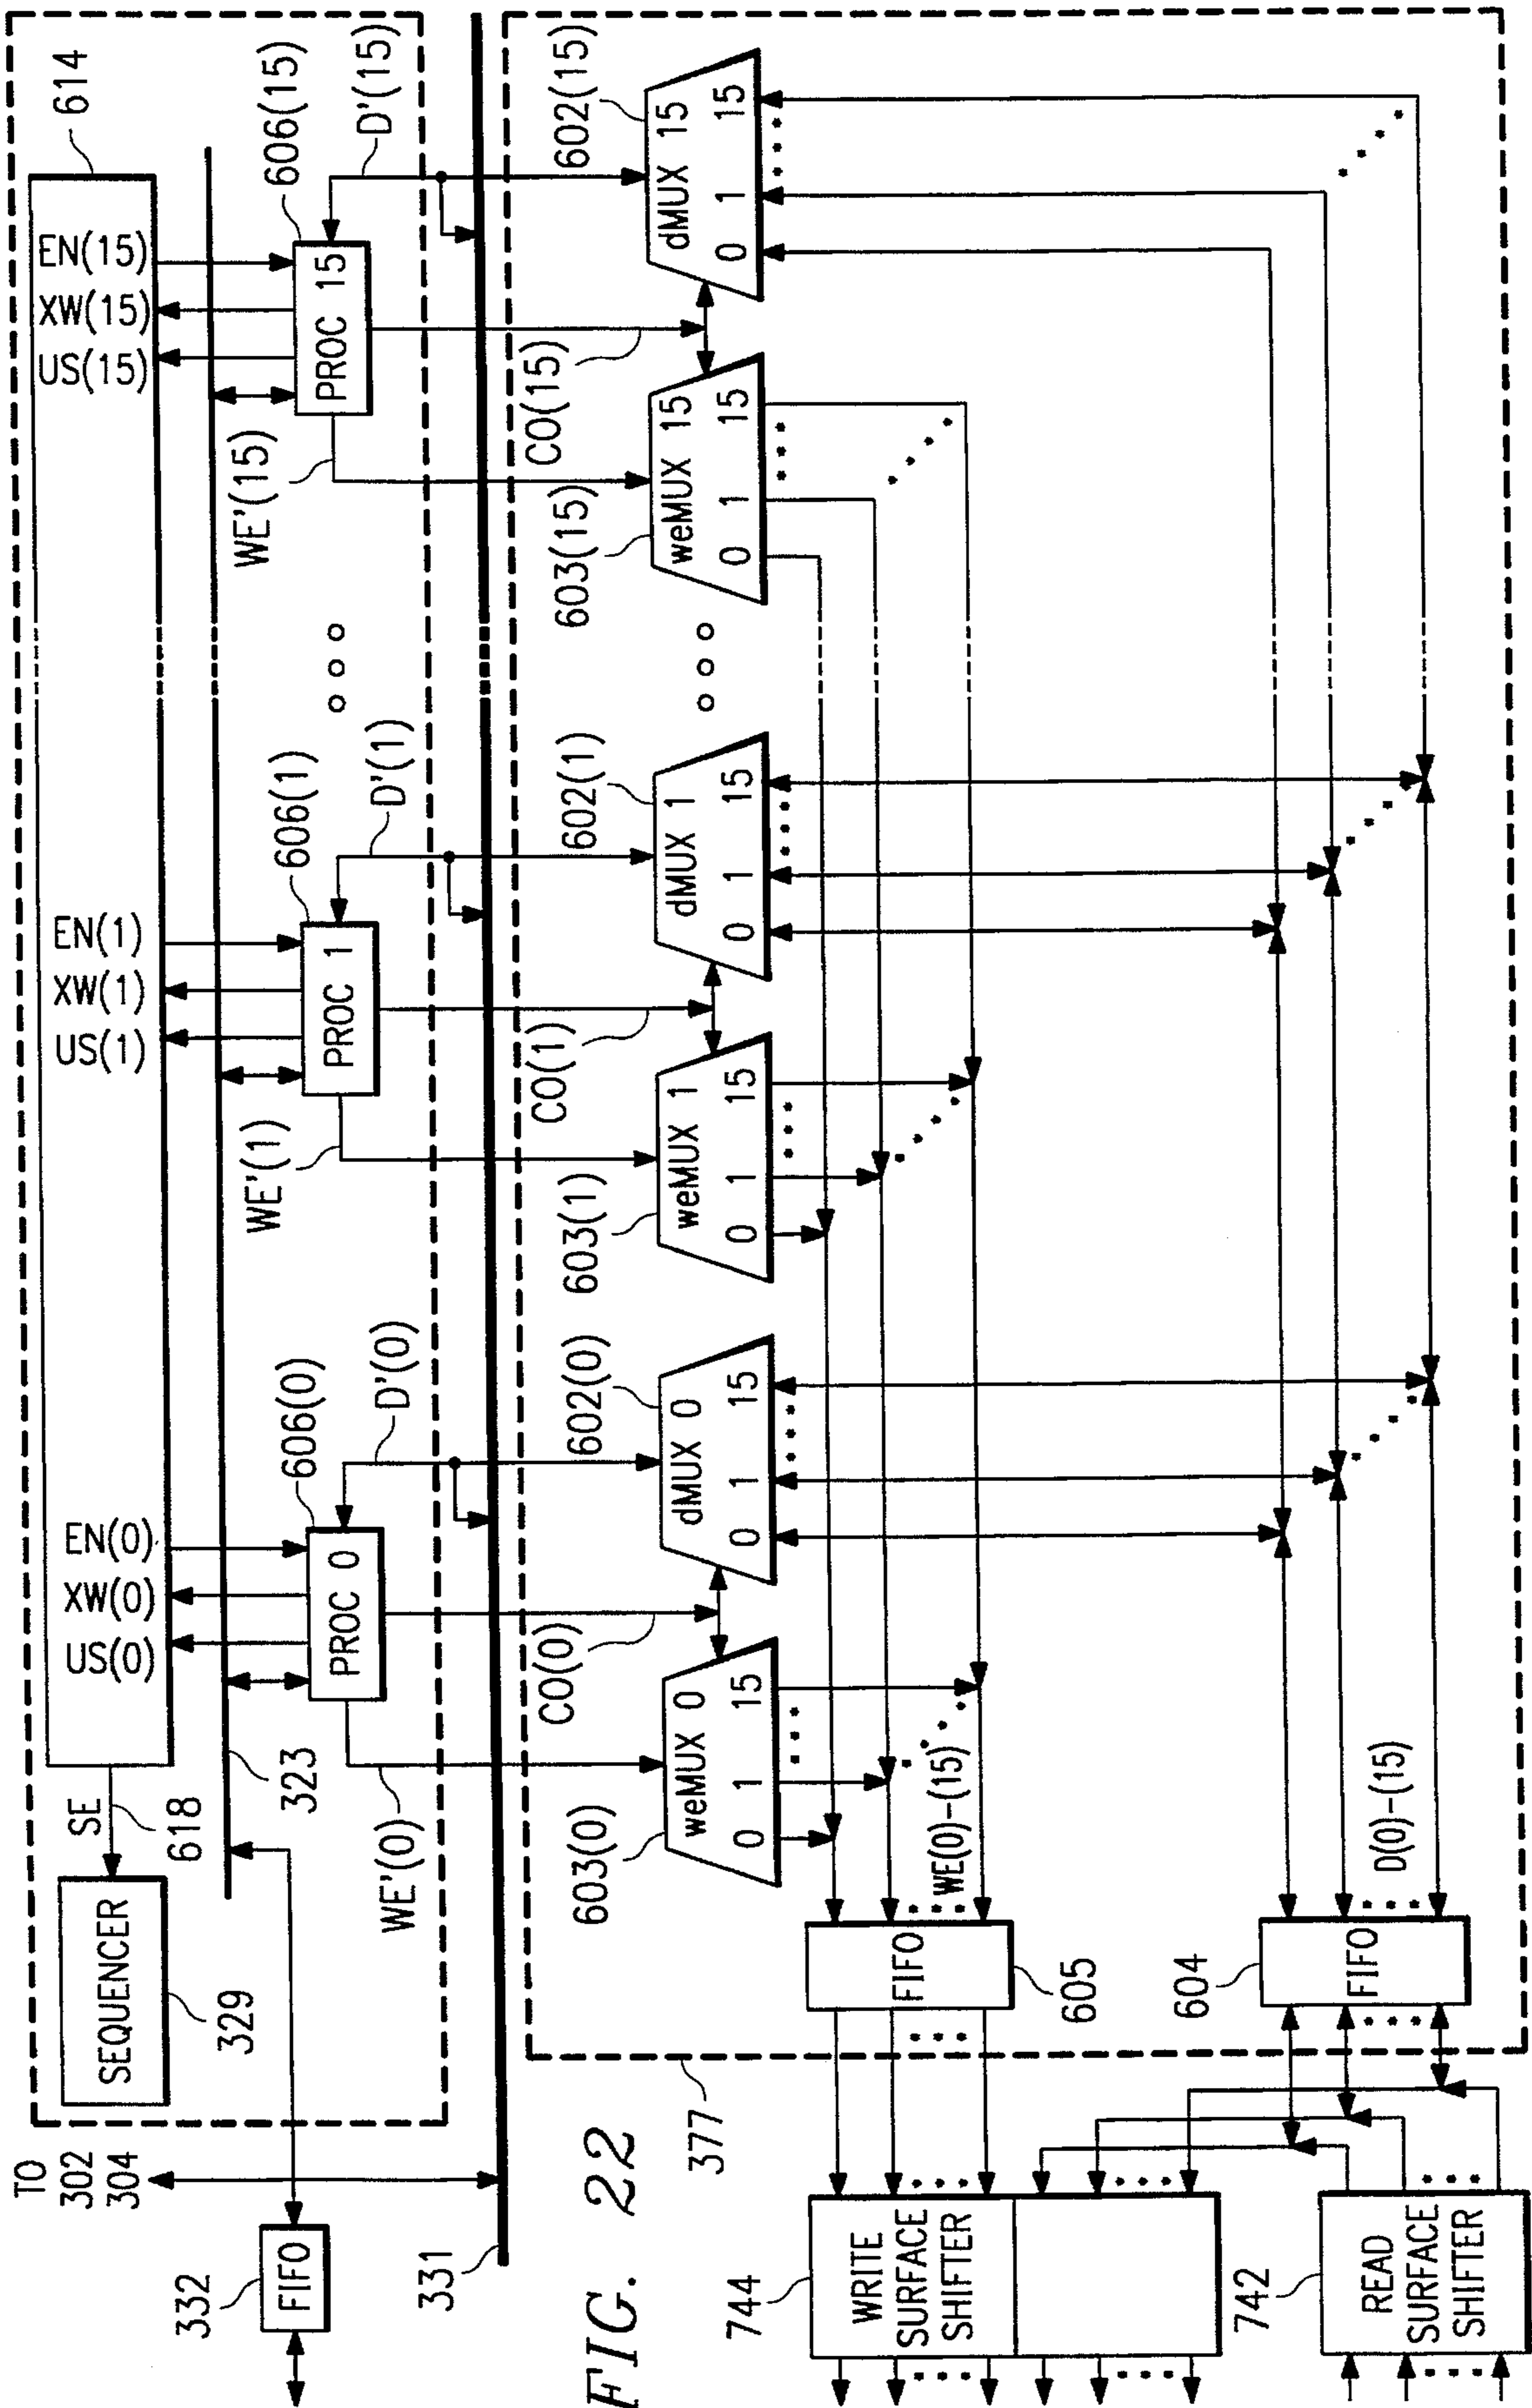 TO
302
304
332
FIFO
331
SEQUENCER
329
SE
618
323
614
US(0)
XW(0)
EN(0)
US(1)
XW(1)
EN(1)
US(15)
XW(15)
EN(15)
PROC 0
606(0)
PROC 1
606(1)
PROC 15
606(15)
WE'(0)
D'(0)
WE'(1)
D'(1)
WE'(15)
D'(15)
CO(0)
CO(1)
CO(15)
FIG. 22
377
603(0)
weMUX 0
0 1 15
602(0)
dMUX 0
0 1 15
603(1)
weMUX 1
0 1 15
602(1)
dMUX 1
0 1 15
603(15)
weMUX 15
0 1 15
602(15)
dMUX 15
0 1 15
744
WRITE
SURFACE
SHIFTER
FIFO
605
WE(0)-(15)
742
READ
SURFACE
SHIFTER
604
FIFO
D(0)-(15)